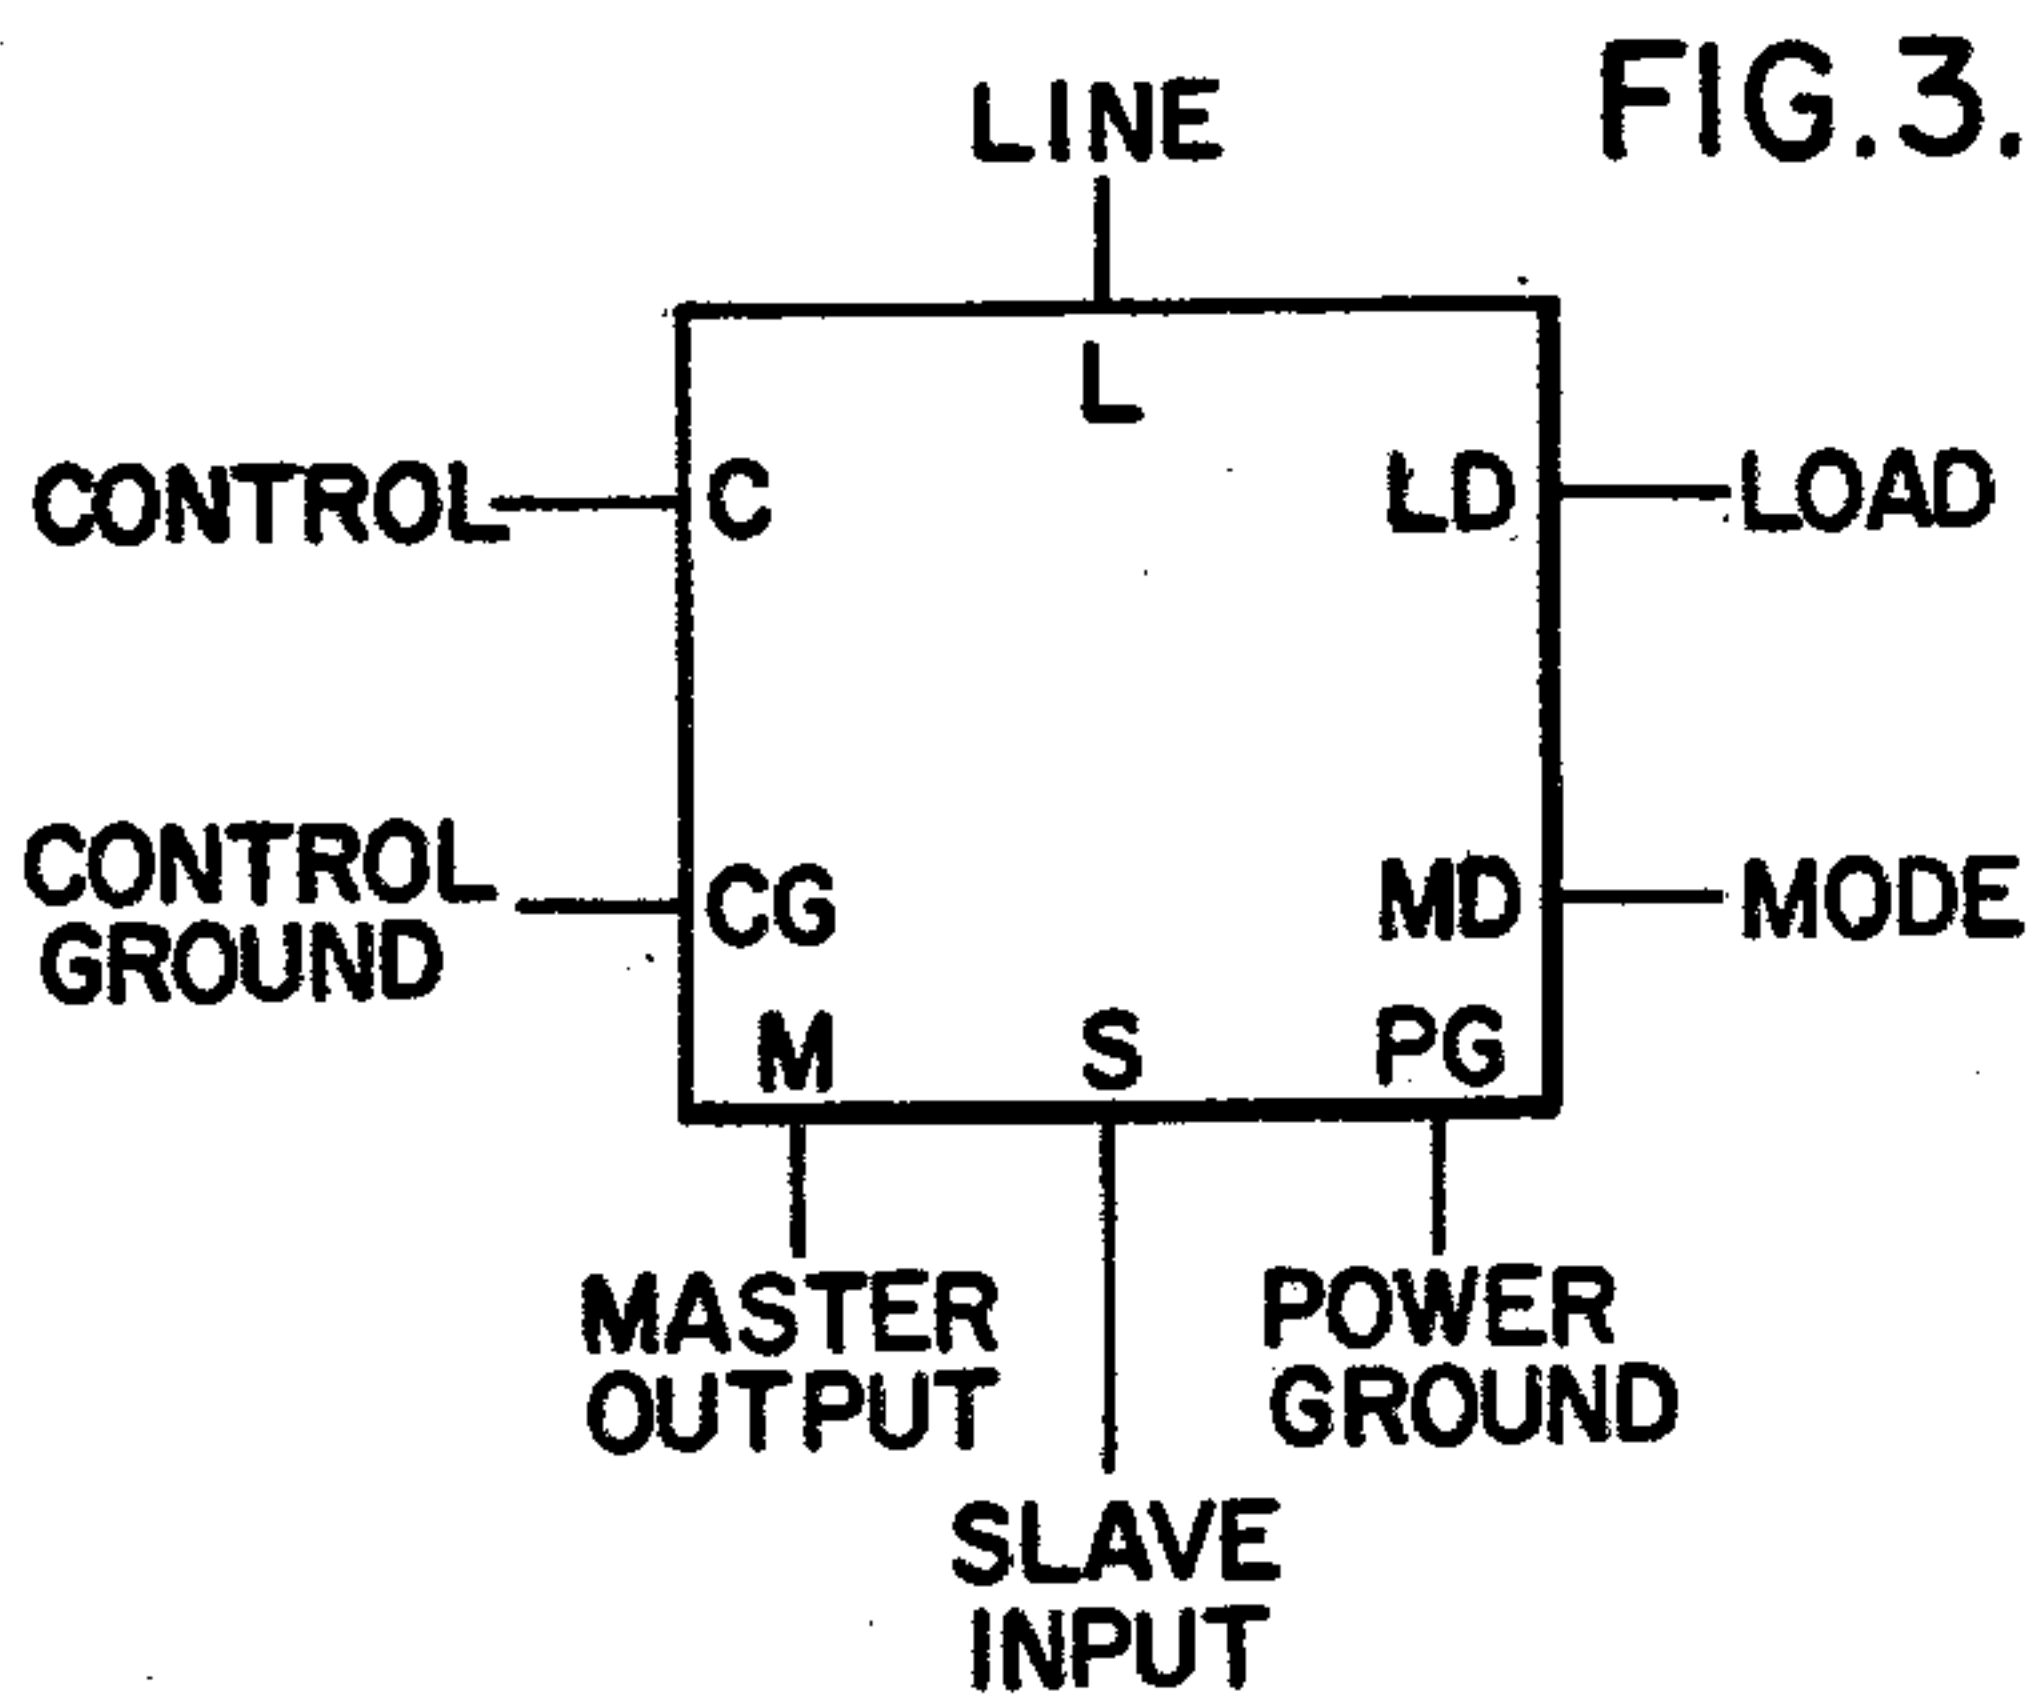 FIG.3.
LINE
L
CONTROL C LD LOAD
CONTROL
GROUND
CG MD MODE
M S PG
MASTER
OUTPUT
POWER
GROUND
SLAVE
INPUT